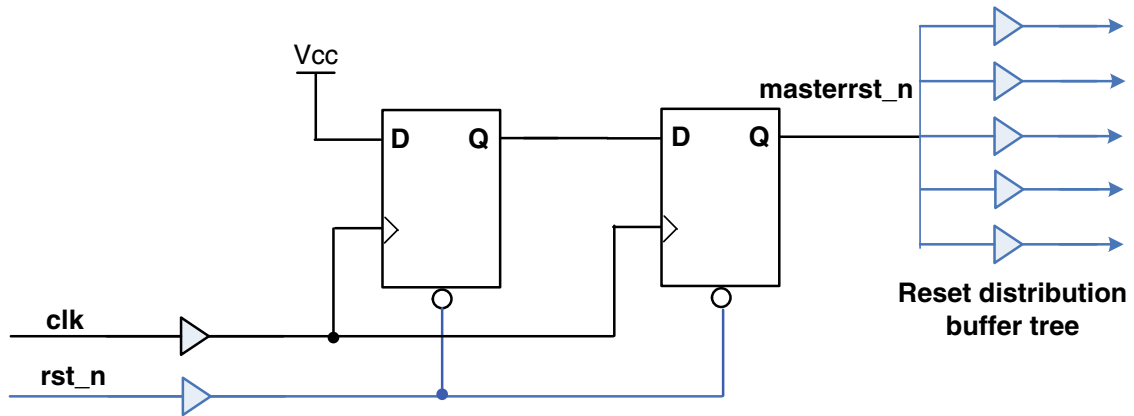 Vcc
masterrst_n
D Q
D Q
clk
rst_n
Reset distribution
buffer tree